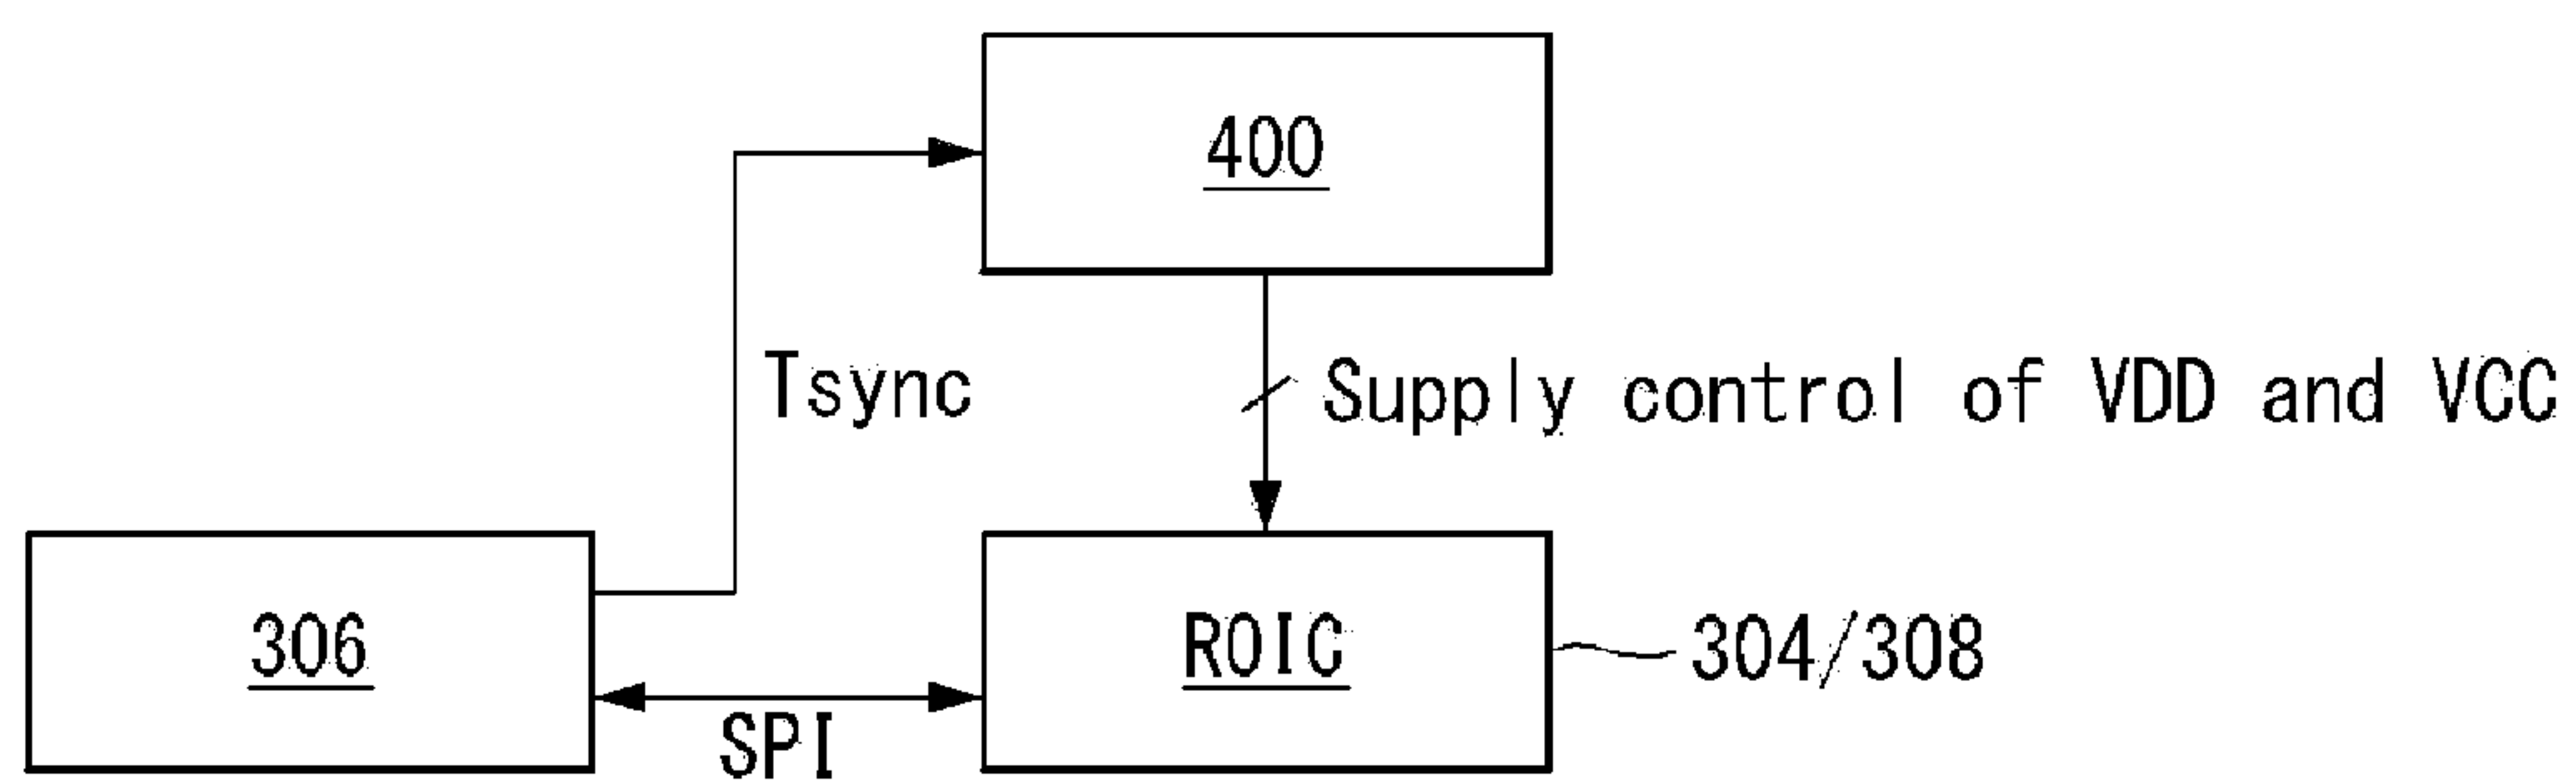 400
Tsync
Supply control of VDD and VCC
306
ROIC
304/308
SPI